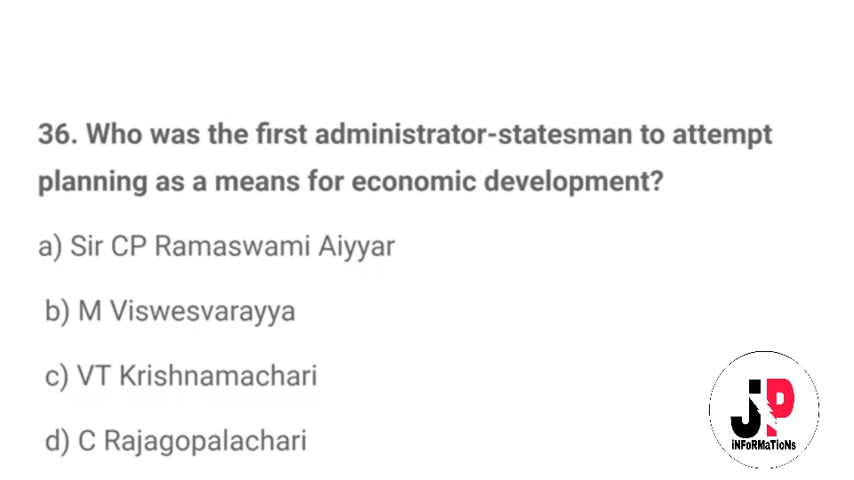 36. Who was the first administrator-statesman to attempt
planning as a means for economic development?
a) Sir CP Ramaswami Aiyyar
b) M Viswesvarayya
c) VT Krishnamachari
d) C Rajagopalachari
JP
iNFoRMaTioNs